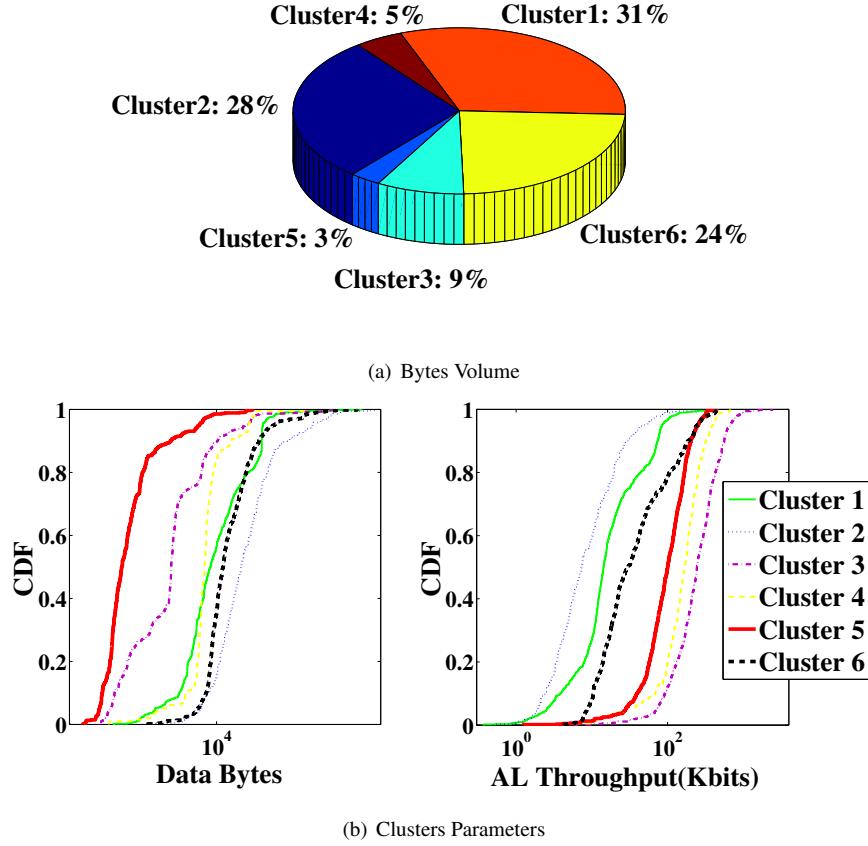 Cluster4: 5%
Cluster1: 31%
Cluster2: 28%
Cluster5: 3%
Cluster6: 24%
Cluster3: 9%
(a) Bytes Volume
1
0.8
0.6
0.4
0.2
0
CDF
10^4
Data Bytes
1
0.8
0.6
0.4
0.2
0
CDF
10^0
10^2
AL Throughput(Kbits)
Cluster 1
Cluster 2
Cluster 3
Cluster 4
Cluster 5
Cluster 6
(b) Clusters Parameters